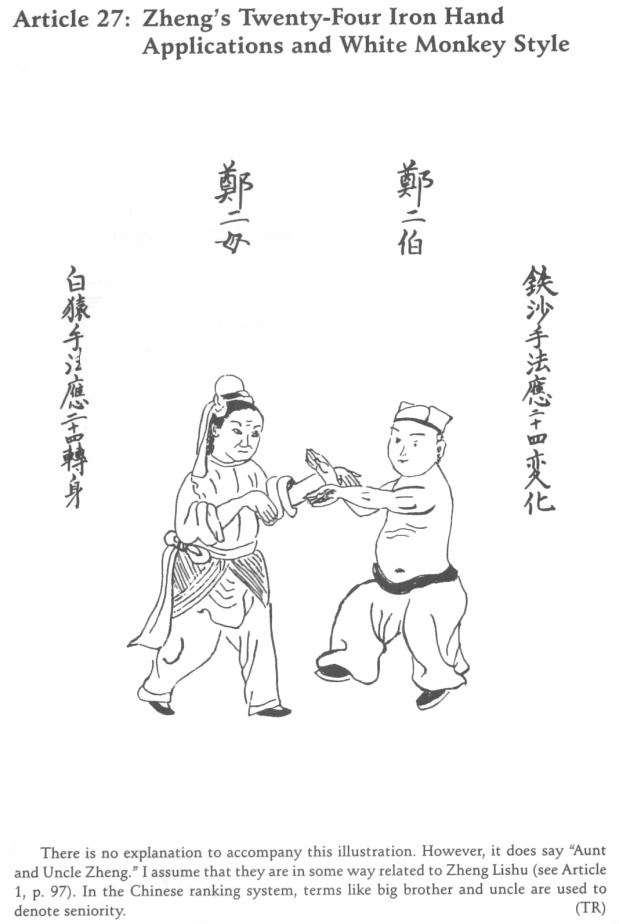 Article 27: Zheng's Twenty-Four Iron Hand
Applications and White Monkey Style
鄭二伯
鄭二母
鉄沙手法應二十四変化
白猿手法應二十四轉身
There is no explanation to accompany this illustration. However, it does say "Aunt
and Uncle Zheng." I assume that they are in some way related to Zheng Lishu (see Article
1, p. 97). In the Chinese ranking system, terms like big brother and uncle are used to
denote seniority. (TR)